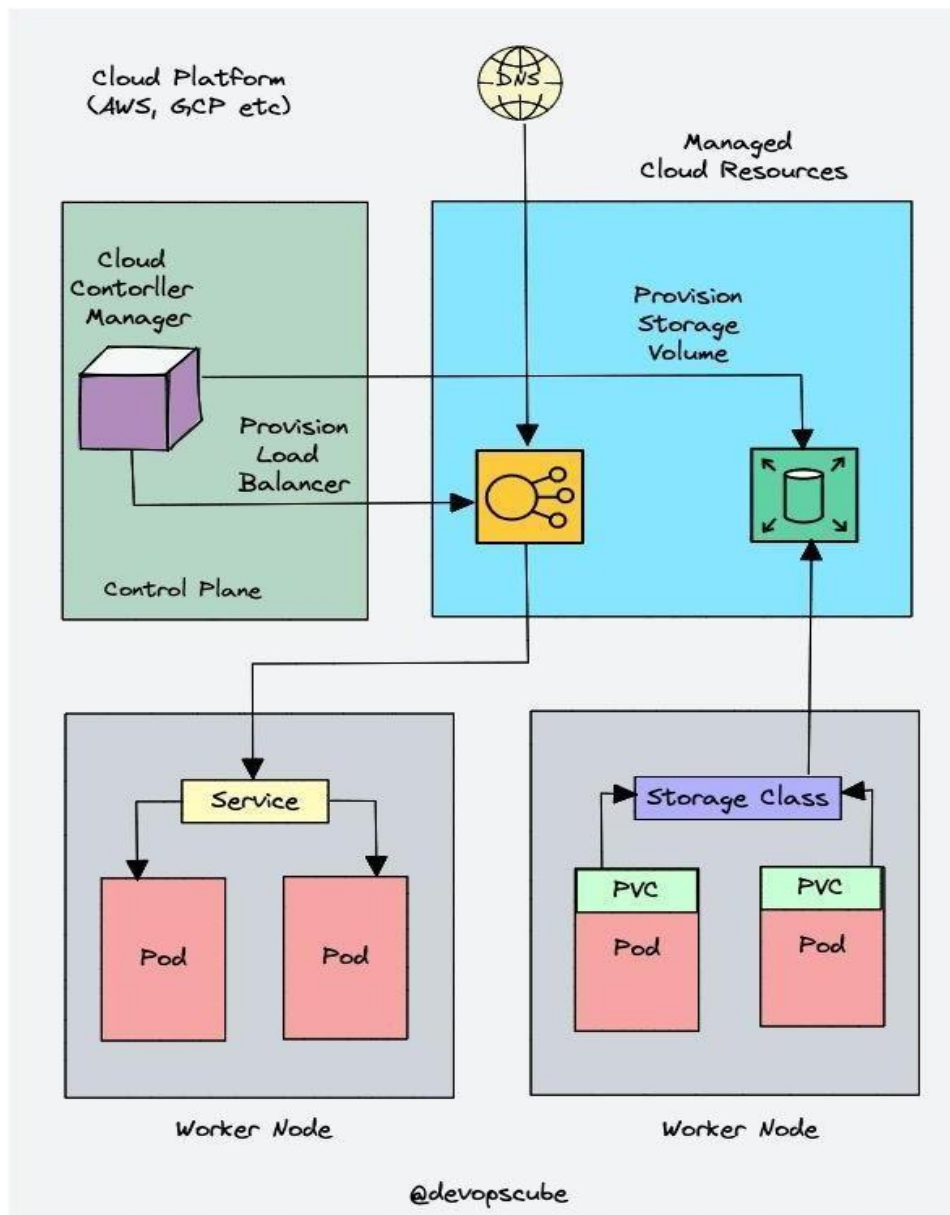 Cloud Platform
(AWS, GCP etc)
DNS
Managed
Cloud Resources
Cloud
Contorller
Manager
Provision
Storage
Volume
Provision
Load
Balancer
Control Plane
Service
Pod
Pod
Storage Class
PVC
PVC
Pod
Pod
Worker Node
Worker Node
@devopscube